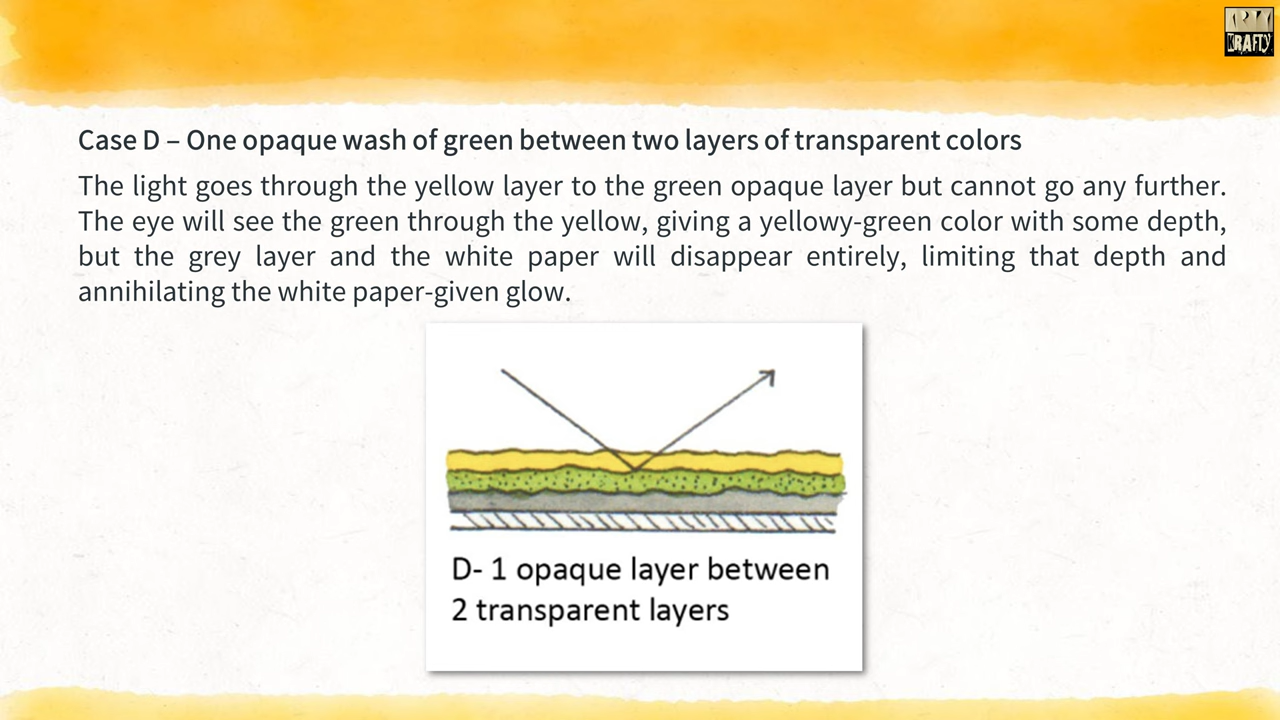 Case D – One opaque wash of green between two layers of transparent colors
The light goes through the yellow layer to the green opaque layer but cannot go any further.
The eye will see the green through the yellow, giving a yellowy-green color with some depth,
but the grey layer and the white paper will disappear entirely, limiting that depth and
annihilating the white paper-given glow.
D- 1 opaque layer between
2 transparent layers
KRAFTY